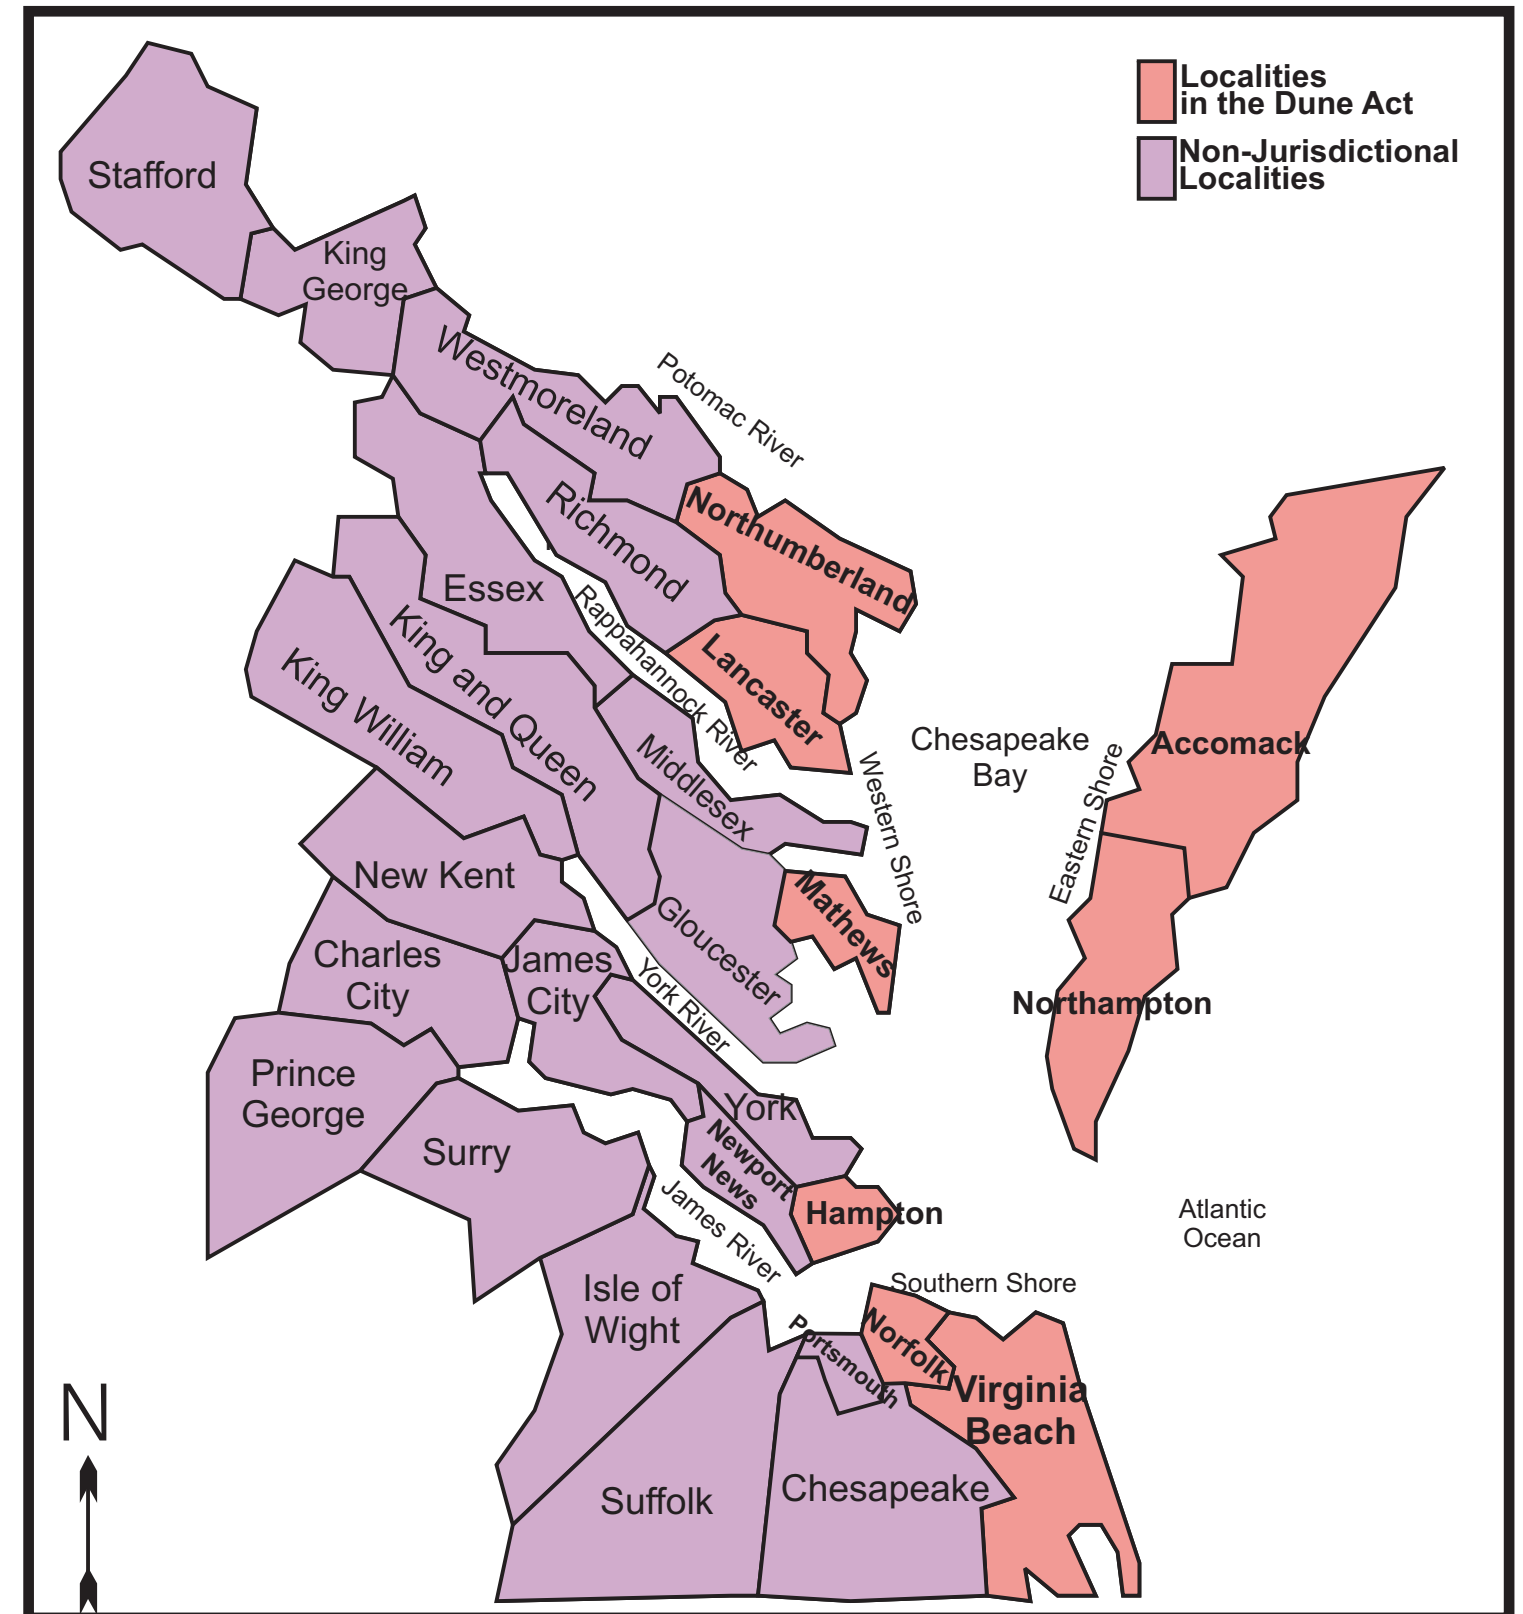 Localities
in the Dune Act
Non-Jurisdictional
Localities
Stafford
King
George
Westmoreland
Potomac River
Northumberland
Richmond
Essex
Rappahannock River
Lancaster
King and Queen
King William
Middlesex
Chesapeake
Bay
Western Shore
Eastern Shore
Accomack
New Kent
Gloucester
Mathews
Charles
City
James
City
York River
Northampton
Prince
George
York
Surry
Newport
News
James River
Hampton
Atlantic
Ocean
Isle of
Wight
Southern Shore
Portsmouth
Norfolk
Virginia
Beach
N
Suffolk
Chesapeake